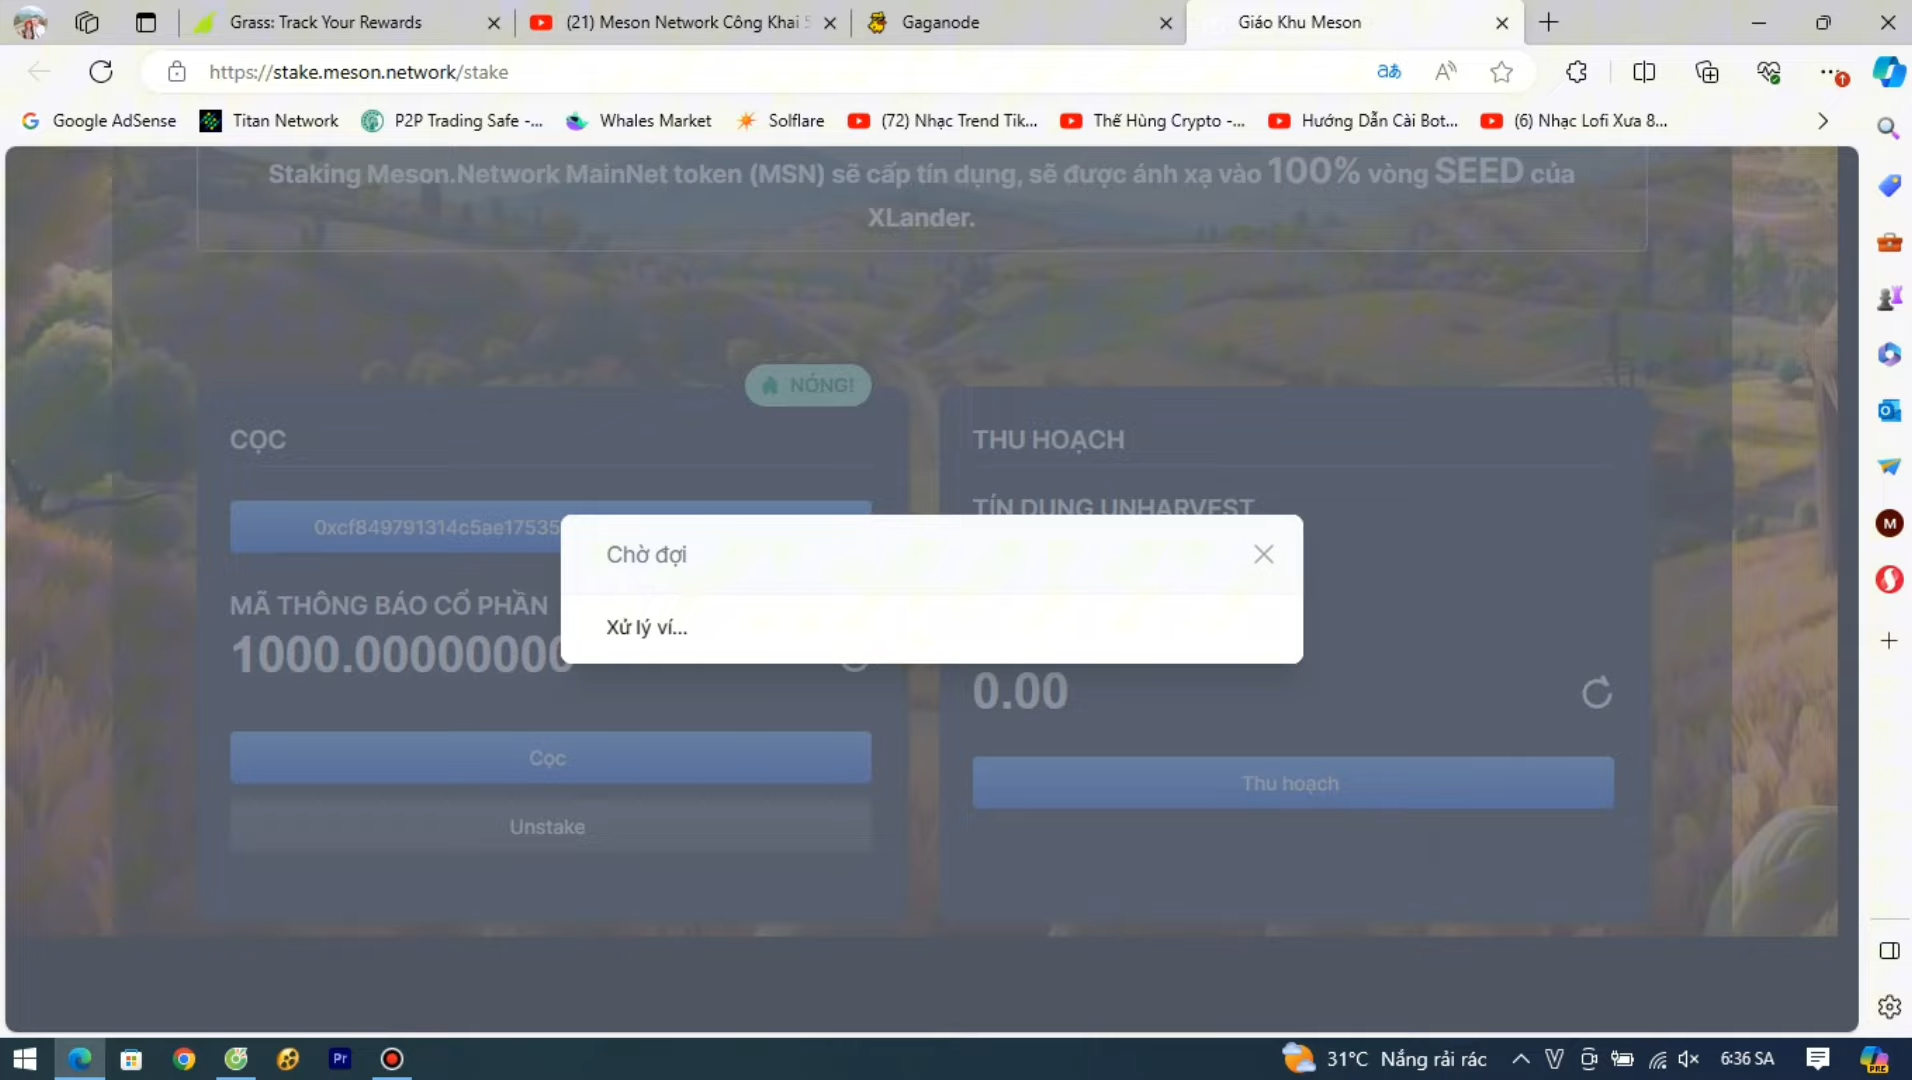 Grass: Track Your Rewards
(21) Meson Network Công Khai 5
Gaganode
Giáo Khu Meson
https://stake.meson.network/stake
Google AdSense
Titan Network
P2P Trading Safe -...
Whales Market
Solflare
(72) Nhạc Trend Tik...
Thế Hùng Crypto -...
Hướng Dẫn Cài Bot...
(6) Nhạc Lofi Xưa 8...
Staking Meson.Network MainNet token (MSN) sẽ cấp tín dụng, sẽ được ánh xạ vào 100% vòng SEED của
XLander.
NÓNG!
CỌC
THU HOẠCH
0xcf849791314c5ae17535
TÍN DỤNG UNHARVEST
Chờ đợi
Xử lý ví...
MÃ THÔNG BÁO CỔ PHẦN
1000.00000000
0.00
Cọc
Thu hoạch
Unstake
M
Pr
31°C Nắng rải rác
6:36 SA